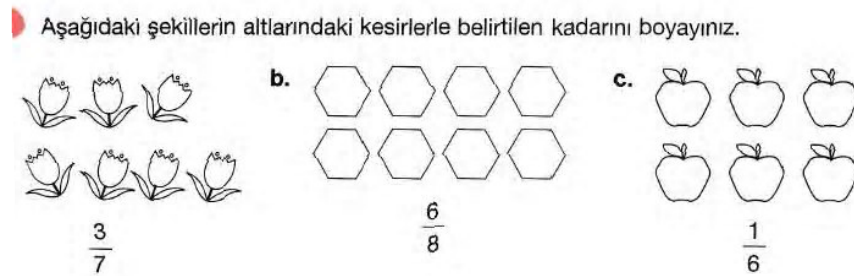 Aşağıdaki şekillerin altlarındaki kesirlerle belirtilen kadarını boyayınız.
b.
c.
3/7
6/8
1/6